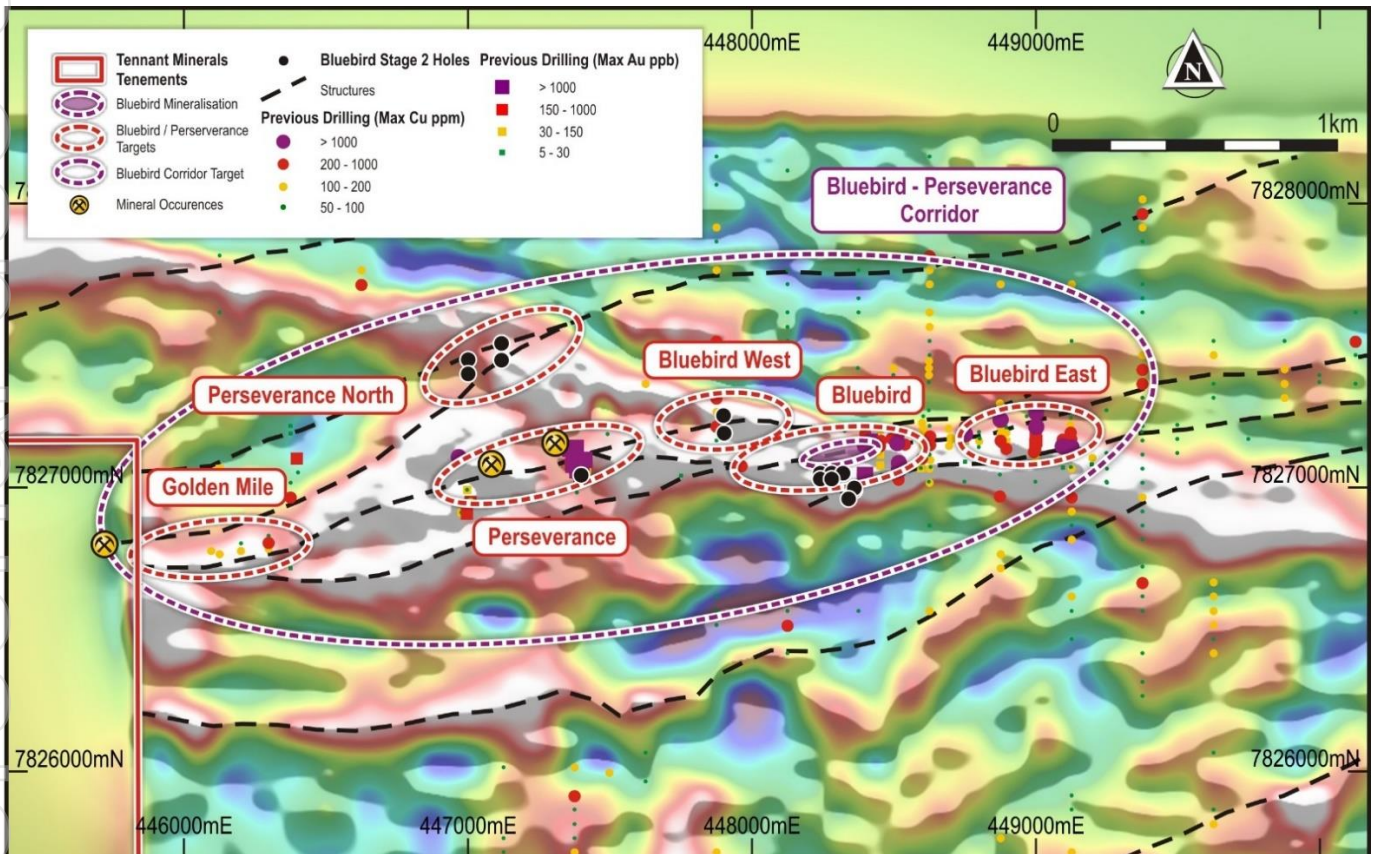 448000mE
449000mE
Tennant Minerals
Tenements
Bluebird Mineralisation
Bluebird / Perserverance
Targets
Bluebird Corridor Target
Mineral Occurences
Bluebird Stage 2 Holes
Structures
Previous Drilling (Max Cu ppm)
> 1000
200 - 1000
100 - 200
50 - 100
Previous Drilling (Max Au ppb)
> 1000
150 - 1000
30 - 150
5 - 30
N
0
1km
Bluebird - Perseverance
Corridor
7828000mN
Bluebird West
Bluebird
Bluebird East
Perseverance North
7827000mN
Golden Mile
Perseverance
7827000mN
7826000mN
7826000mN
446000mE
447000mE
448000mE
449000mE